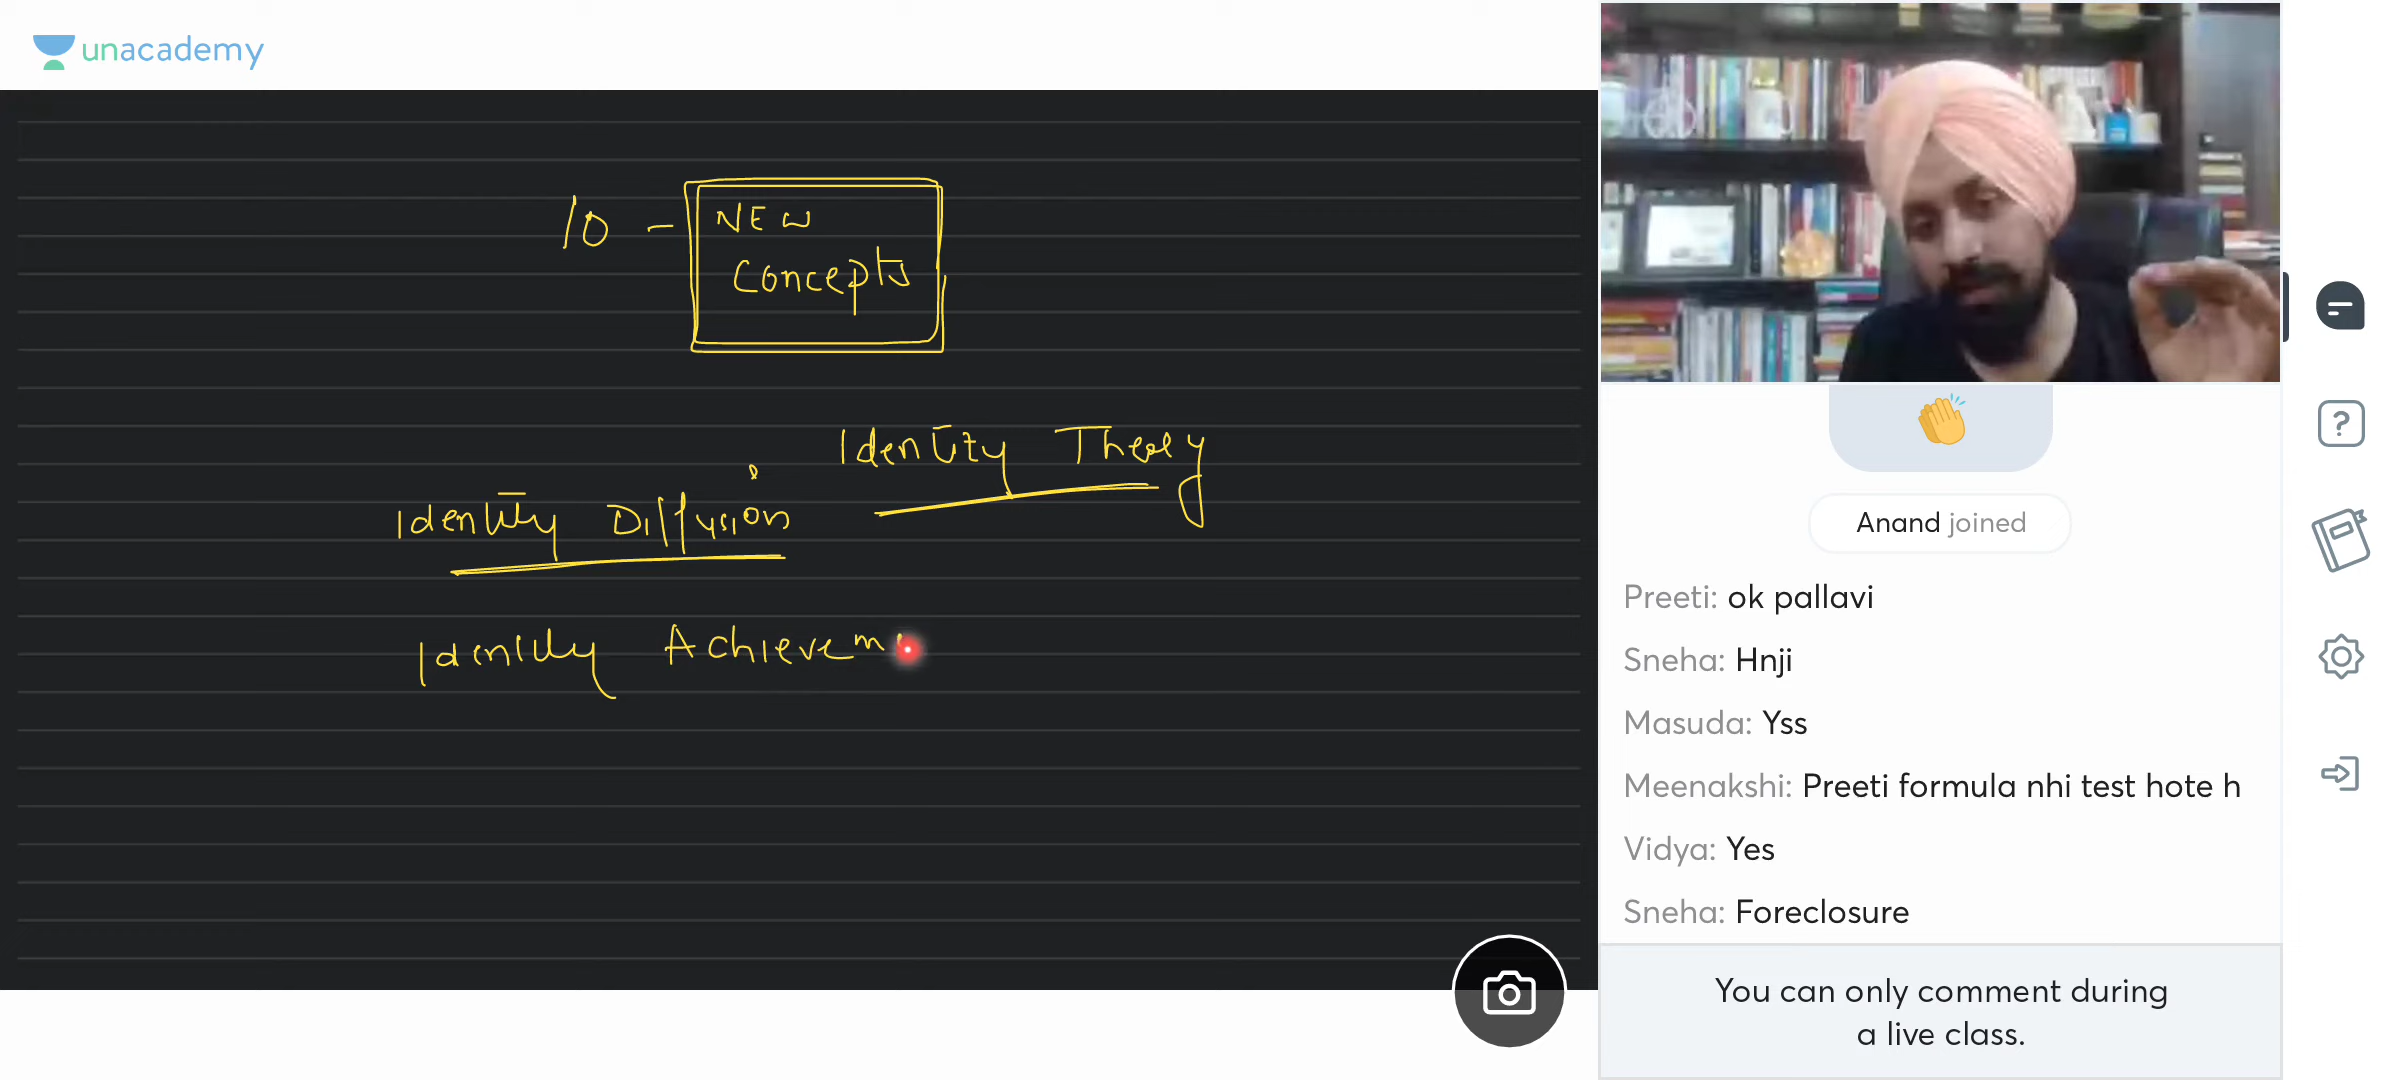 unacademy
10 - NEW
Concepts
Identity Theory
Identity Diffusion
Identity Achievem
Anand joined
Preeti: ok pallavi
Sneha: Hnji
Masuda: Yss
Meenakshi: Preeti formula nhi test hote h
Vidya: Yes
Sneha: Foreclosure
You can only comment during
a live class.
?